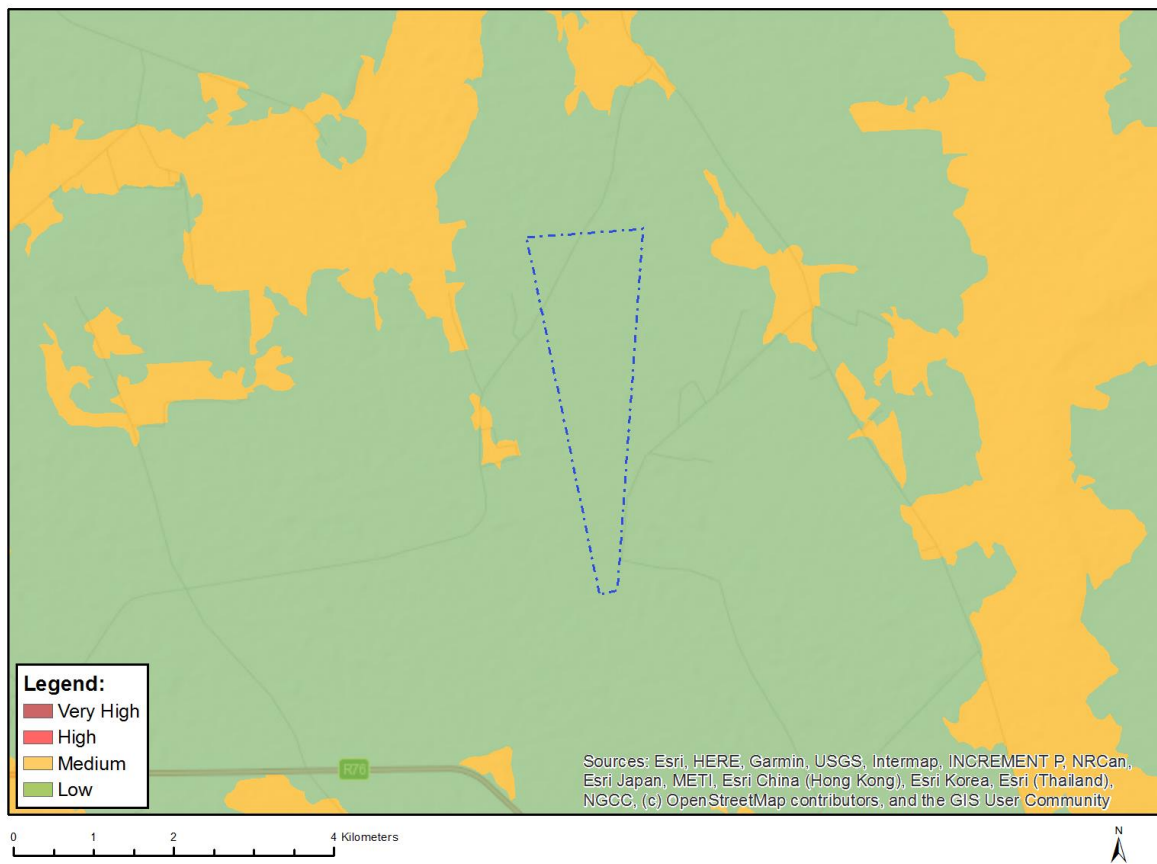 Legend:
Very High
High
Medium
Low
R76
Sources: Esri, HERE, Garmin, USGS, Intermap, INCREMENT P, NRCan,
Esri Japan, METI, Esri China (Hong Kong), Esri Korea, Esri (Thailand),
NGCC, (c) OpenStreetMap contributors, and the GIS User Community
0 1 2 4 Kilometers
N